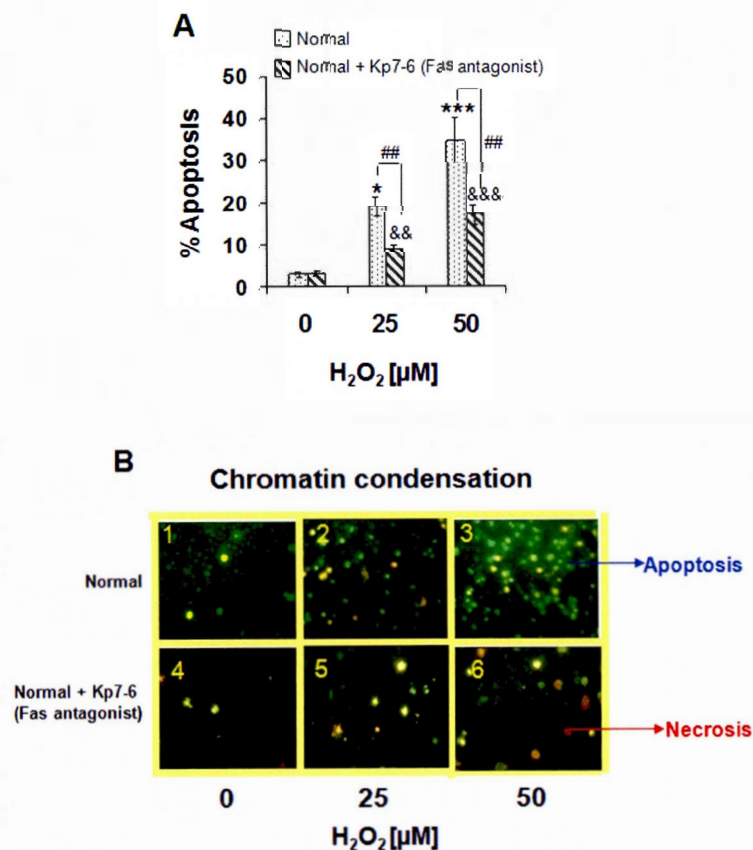 A
Normal
Normal + Kp7-6 (Fas antagonist)
% Apoptosis
50
40
30
20
10
0
*
##
&&
***
##
&&&
0 25 50
H₂O₂ [µM]
B
Chromatin condensation
Normal
1 2 3
Apoptosis
Normal + Kp7-6
(Fas antagonist)
4 5 6
Necrosis
0 25 50
H₂O₂ [µM]